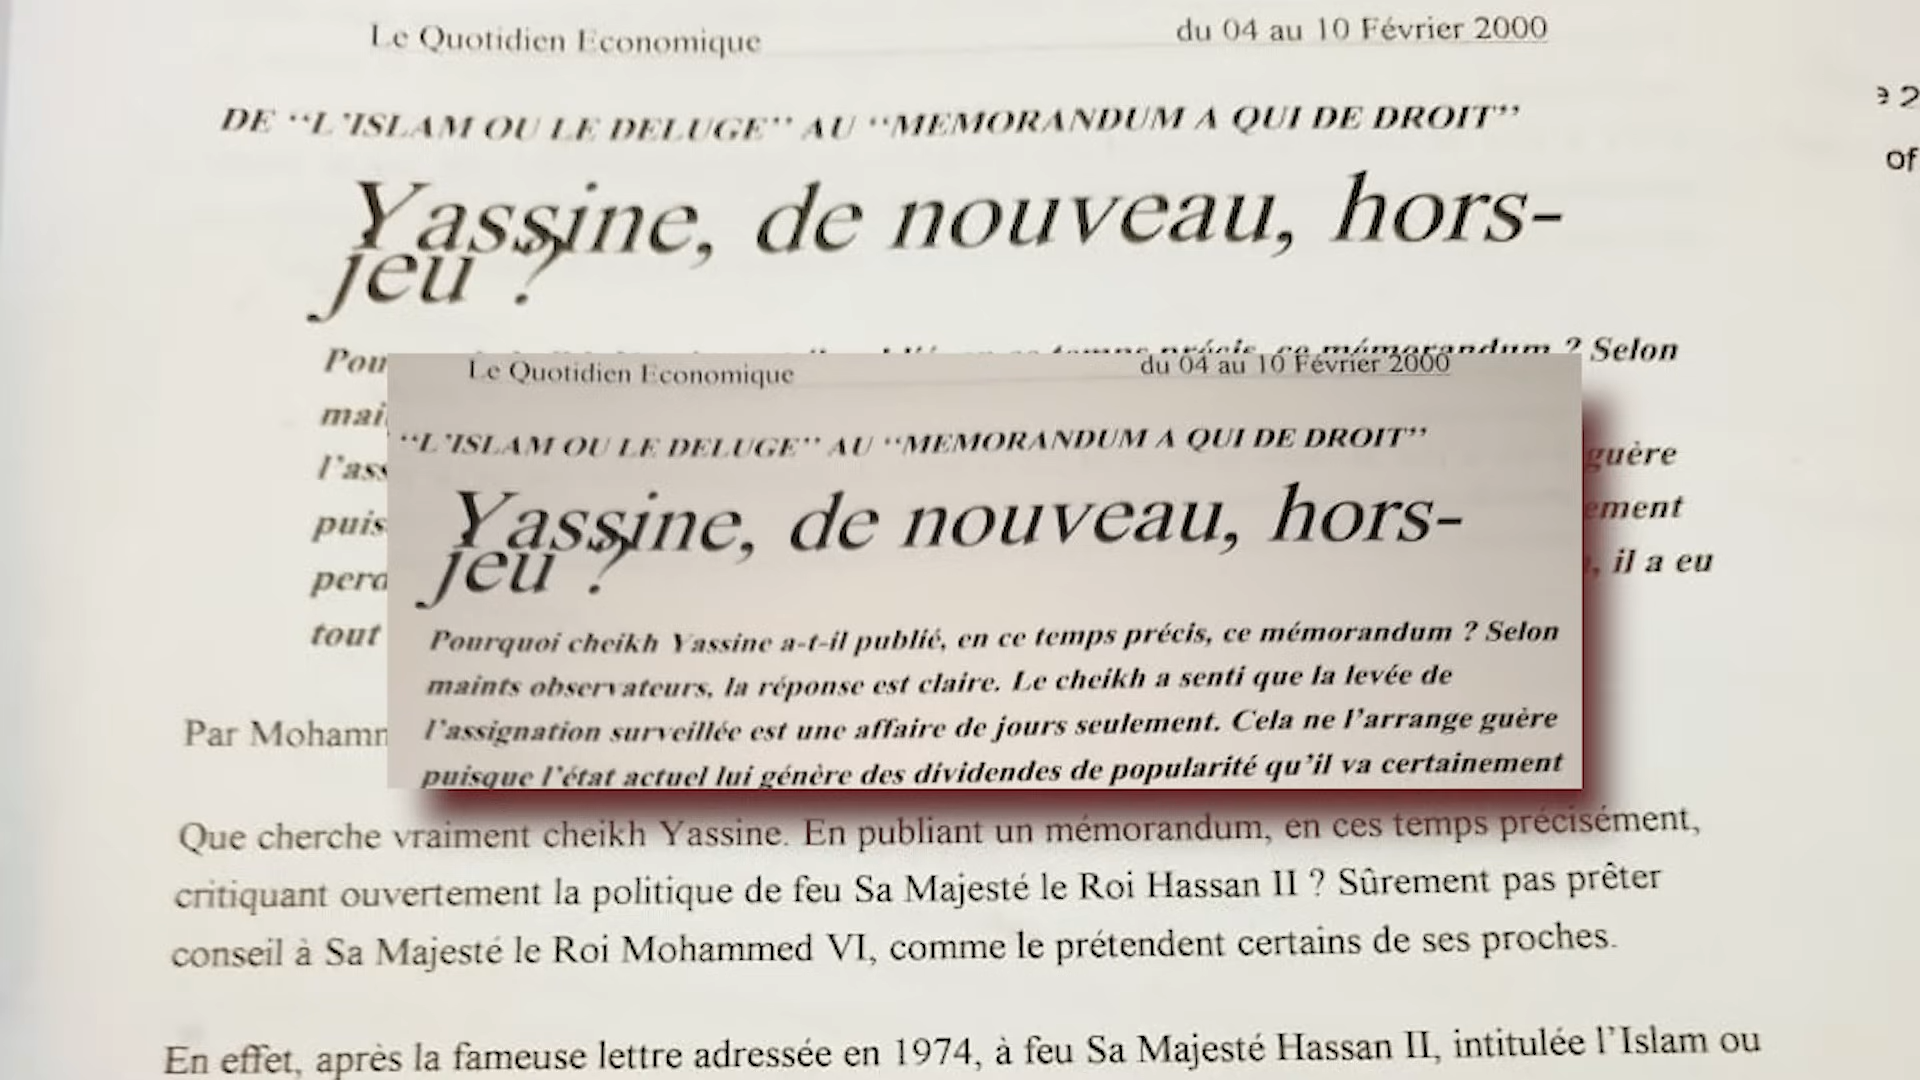 Le Quotidien Economique
du 04 au 10 Février 2000
DE “L’ISLAM OU LE DELUGE” AU “MEMORANDUM A QUI DE DROIT”
Yassine, de nouveau, hors-
jeu ?
précis, ce mémorandum ? Selon
guère
il a eu
tout
Le Quotidien Economique
du 04 au 10 Février 2000
“L’ISLAM OU LE DELUGE” AU “MEMORANDUM A QUI DE DROIT”
Yassine, de nouveau, hors-
jeu ?
Pourquoi cheikh Yassine a-t-il publié, en ce temps précis, ce mémorandum ? Selon
maints observateurs, la réponse est claire. Le cheikh a senti que la levée de
l’assignation surveillée est une affaire de jours seulement. Cela ne l’arrange guère
puisque l’état actuel lui génère des dividendes de popularité qu’il va certainement
Par Mohamm
Que cherche vraiment cheikh Yassine. En publiant un mémorandum, en ces temps précisément,
critiquant ouvertement la politique de feu Sa Majesté le Roi Hassan II ? Sûrement pas prêter
conseil à Sa Majesté le Roi Mohammed VI, comme le prétendent certains de ses proches.
En effet, après la fameuse lettre adressée en 1974, à feu Sa Majesté Hassan II, intitulée l’Islam ou
of